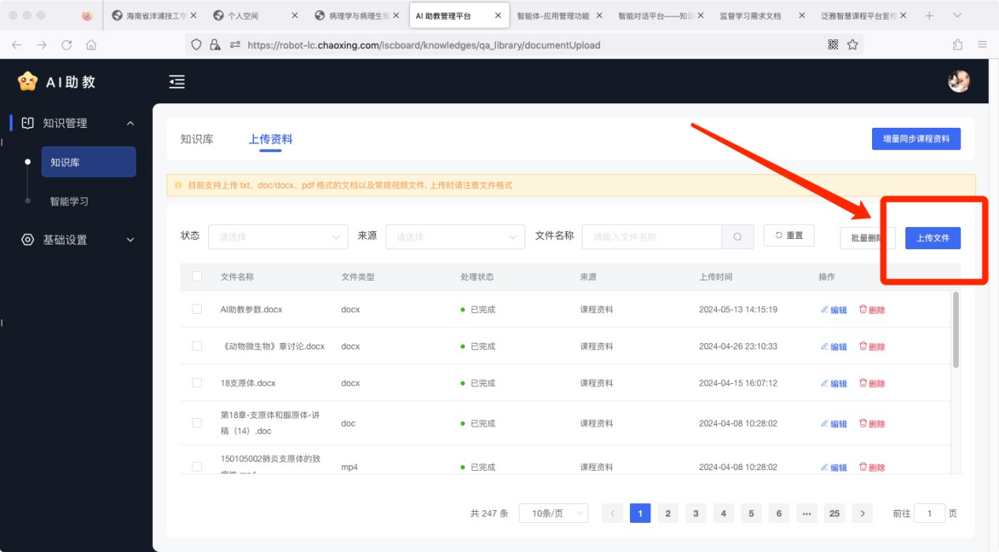 海南省洋浦技工学
个人空间
病理学与病理生理
AI 助教管理平台
智能体-应用管理功能
智能对话平台——知识
监督学习需求文档
泛雅智慧课程平台宣传
https://robot-lc.chaoxing.com/iscboard/knowledges/qa_library/documentUpload
AI助教
知识管理
知识库
智能学习
基础设置
知识库 上传资料 增量同步课程资料
目前支持上传 txt、doc/docx、pdf 格式的文档以及常规视频文件, 上传时请注意文件格式
状态 请选择 来源 请选择 文件名称 请输入文件名称 重置 批量删除 上传文件
文件名称 文件类型 处理状态 来源 上传时间 操作
AI助教参数.docx docx 已完成 课程资料 2024-05-13 14:15:19 编辑 删除
《动物微生物》章讨论.docx docx 已完成 课程资料 2024-04-26 23:10:33 编辑 删除
18支原体.docx docx 已完成 课程资料 2024-04-15 16:07:12 编辑 删除
第18章-支原体和脲原体-讲
稿（14）.doc doc 已完成 课程资料 2024-04-08 10:28:02 编辑 删除
150105002肺炎支原体的致
病性.mp4 mp4 已完成 课程资料 2024-04-08 10:28:02 编辑 删除
共 247 条 10条/页 1 2 3 4 5 6 ••• 25 前往 1 页